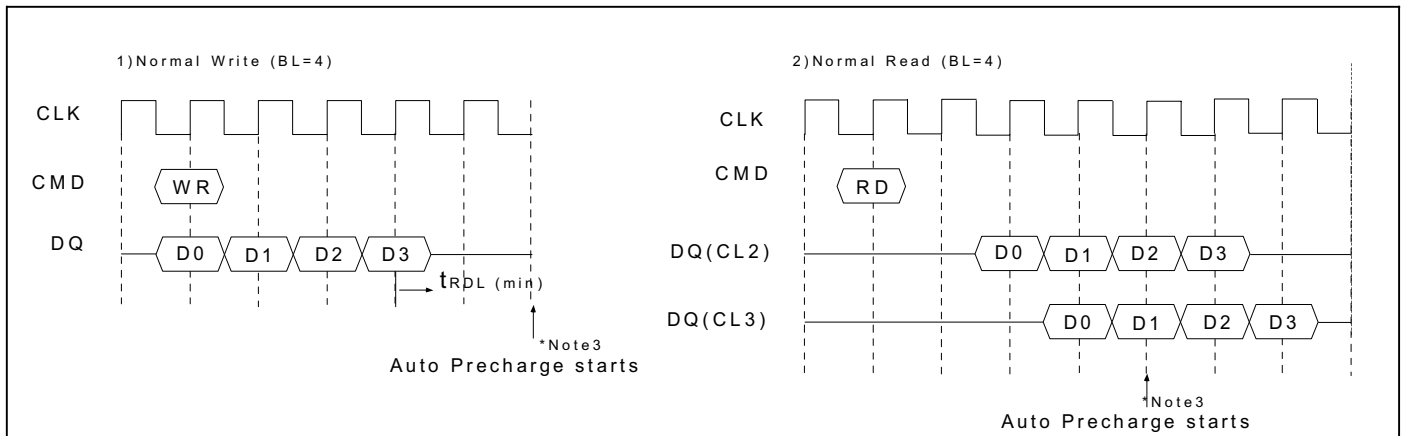 1)Normal Write (BL=4)
CLK
CMD
WR
DQ
D0 D1 D2 D3
tRDL (min)
*Note3
Auto Precharge starts
2)Normal Read (BL=4)
CLK
CMD
RD
DQ(CL2)
D0 D1 D2 D3
DQ(CL3)
D0 D1 D2 D3
*Note3
Auto Precharge starts